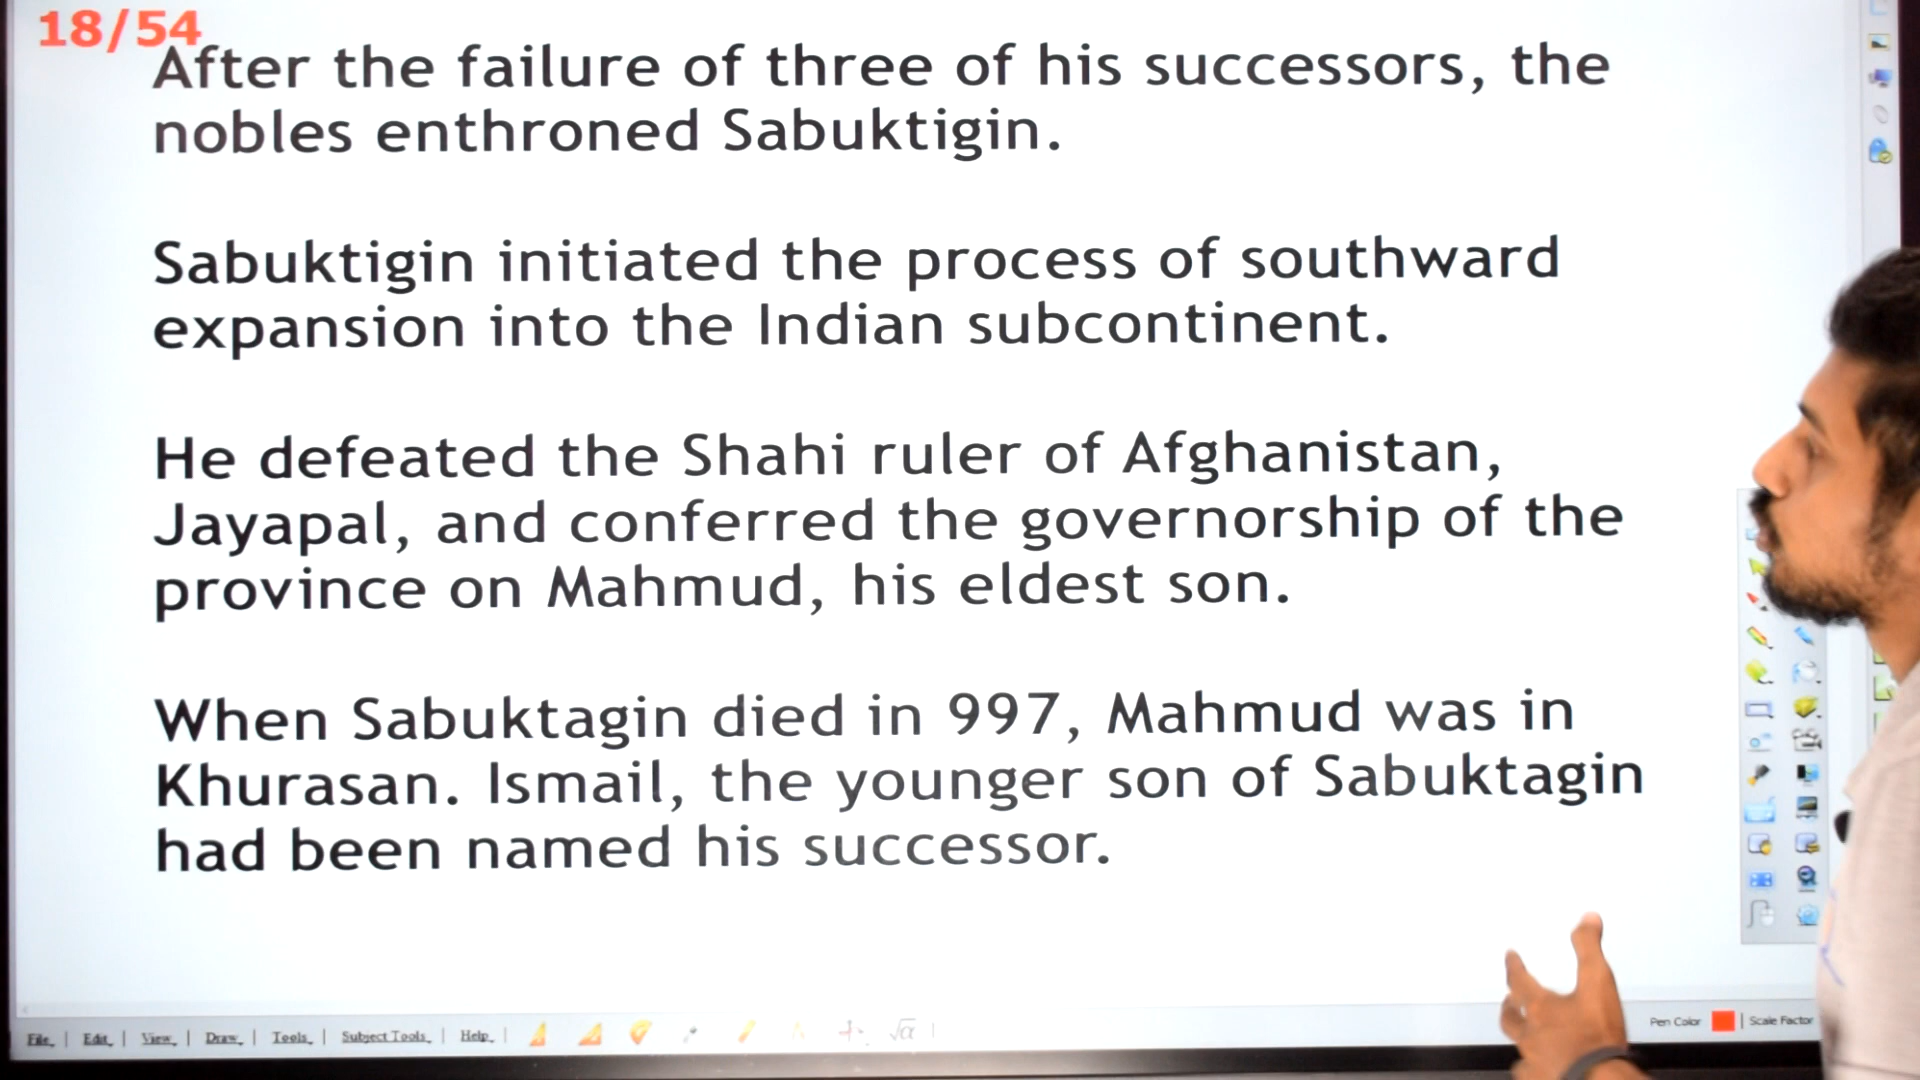 18/54
After the failure of three of his successors, the
nobles enthroned Sabuktigin.
Sabuktigin initiated the process of southward
expansion into the Indian subcontinent.
He defeated the Shahi ruler of Afghanistan,
Jayapal, and conferred the governorship of the
province on Mahmud, his eldest son.
When Sabuktagin died in 997, Mahmud was in
Khurasan. Ismail, the younger son of Sabuktagin
had been named his successor.
File | Edit | View | Draw | Tools | Subject Tools | Help | √α |
Pen Color | Scale Factor